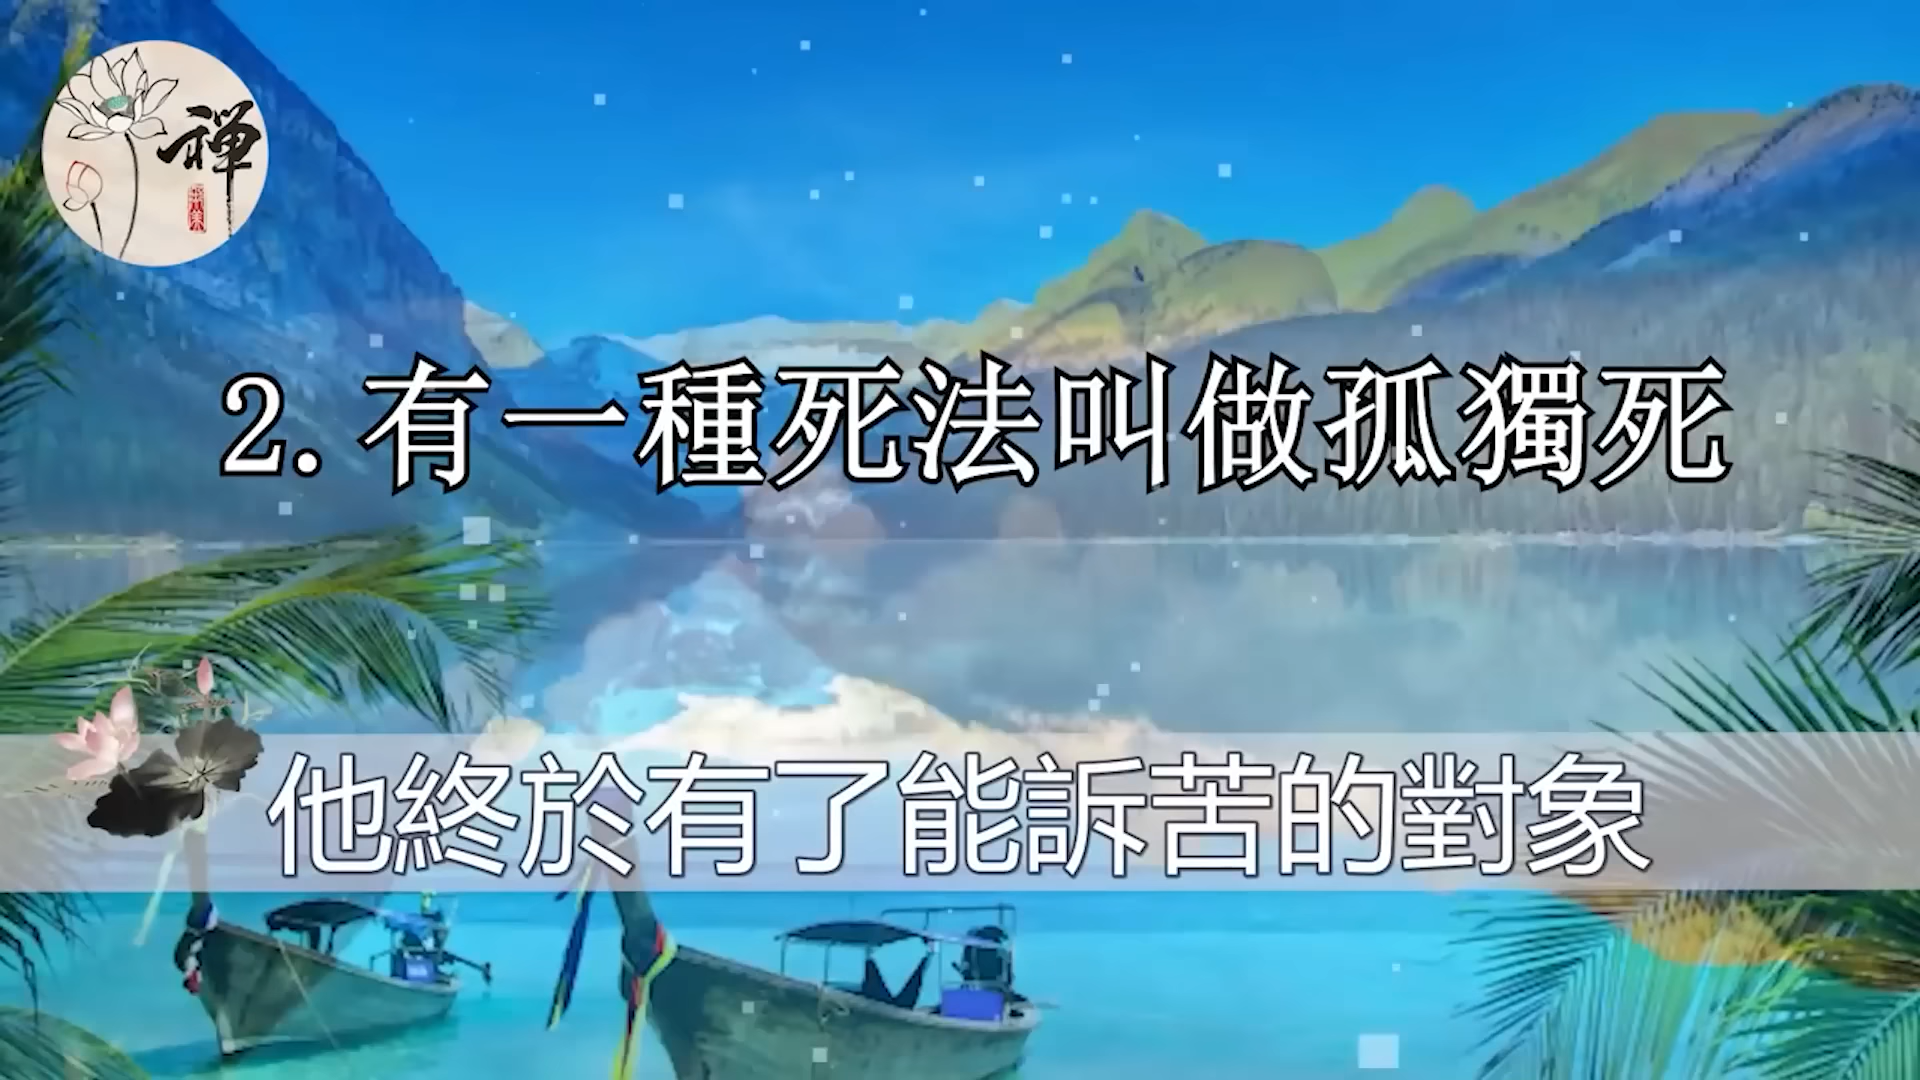 禅
2.有一種死法叫做孤獨死
他終於有了能訴苦的對象